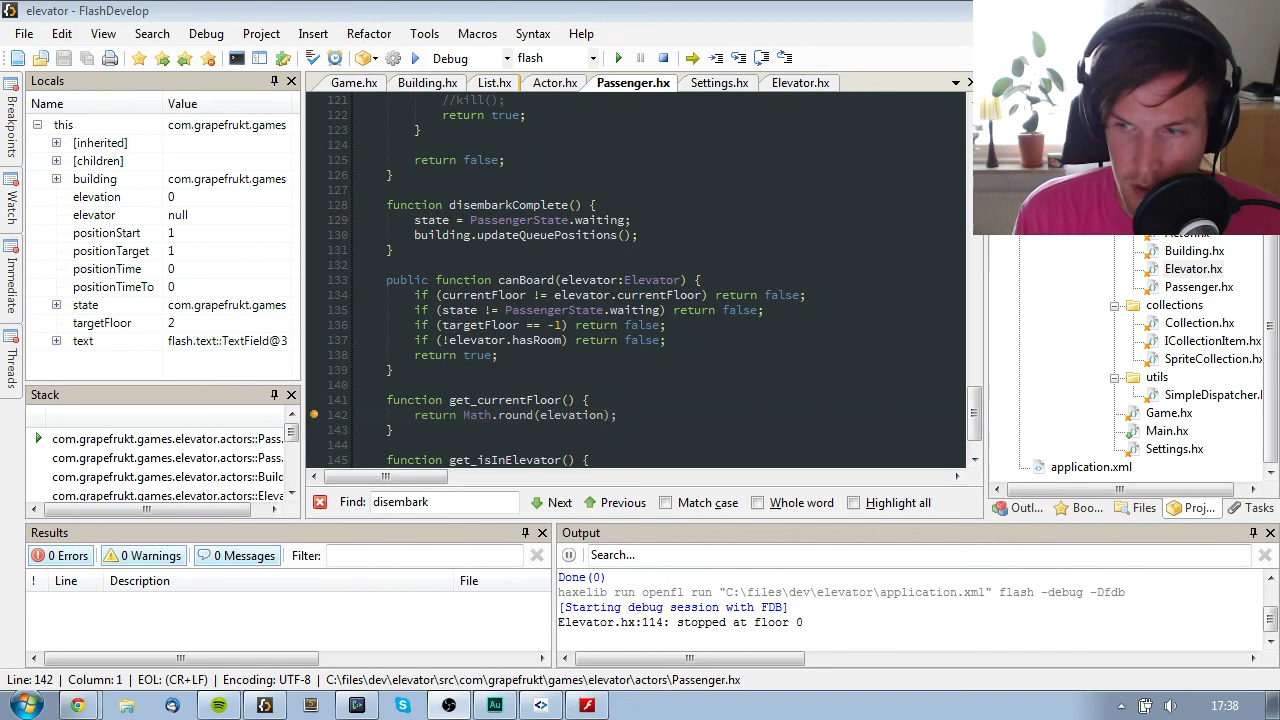 elevator - FlashDevelop
File Edit View Search Debug Project Insert Refactor Tools Macros Syntax Help
Debug flash
Locals
Name Value
this com.grapefrukt.games
[inherited]
[children]
building com.grapefrukt.games
elevation 0
elevator null
positionStart 1
positionTarget 1
positionTime 0
positionTimeTo 0
state com.grapefrukt.games
targetFloor 2
text flash.text::TextField@3
Breakpoints
Watch
Immediate
Threads
Stack
com.grapefrukt.games.elevator.actors::Pass
com.grapefrukt.games.elevator.actors::Pass
com.grapefrukt.games.elevator.actors::Build
com.grapefrukt.games.elevator.actors::Eleva
Game.hx Building.hx List.hx Actor.hx Passenger.hx Settings.hx Elevator.hx
121 //kill();
122 return true;
123 }
124
125 return false;
126 }
127
128 function disembarkComplete() {
129 state = PassengerState.waiting;
130 building.updateQueuePositions();
131 }
132
133 public function canBoard(elevator:Elevator) {
134 if (currentFloor != elevator.currentFloor) return false;
135 if (state != PassengerState.waiting) return false;
136 if (targetFloor == -1) return false;
137 if (!elevator.hasRoom) return false;
138 return true;
139 }
140
141 function get_currentFloor() {
142 return Math.round(elevation);
143 }
144
145 function get_isInElevator() {
Find: disembark Next Previous Match case Whole word Highlight all
Actor.hx
Building.hx
Elevator.hx
Passenger.hx
collections
Collection.hx
ICollectionItem.hx
SpriteCollection.hx
utils
SimpleDispatcher.l
Game.hx
Main.hx
Settings.hx
application.xml
Outl... Boo... Files Proj... Tasks
Results
0 Errors 0 Warnings 0 Messages Filter:
! Line Description File
Output
Search...
Done(0)
haxelib run openfl run "C:\files\dev\elevator\application.xml" flash -debug -Dfdb
[Starting debug session with FDB]
Elevator.hx:114: stopped at floor 0
Line: 142 Column: 1 EOL: (CR+LF) Encoding: UTF-8 C:\files\dev\elevator\src\com\grapefrukt\games\elevator\actors\Passenger.hx
Au
17:38